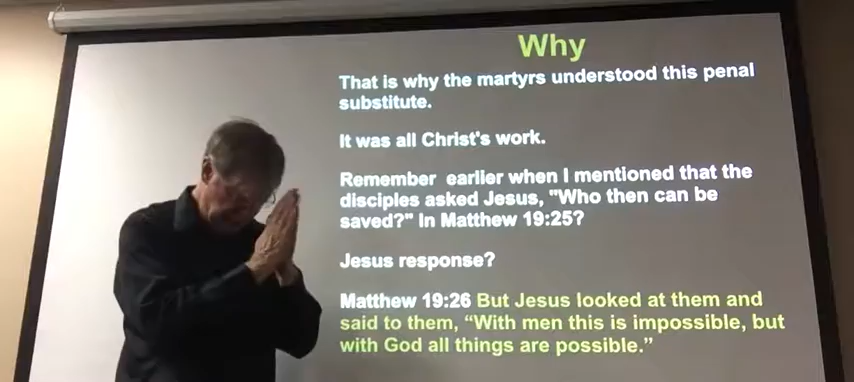 Why
That is why the martyrs understood this penal
substitute.
It was all Christ's work.
Remember earlier when I mentioned that the
disciples asked Jesus, "Who then can be
saved?" In Matthew 19:25?
Jesus response?
Matthew 19:26 But Jesus looked at them and
said to them, “With men this is impossible, but
with God all things are possible.”